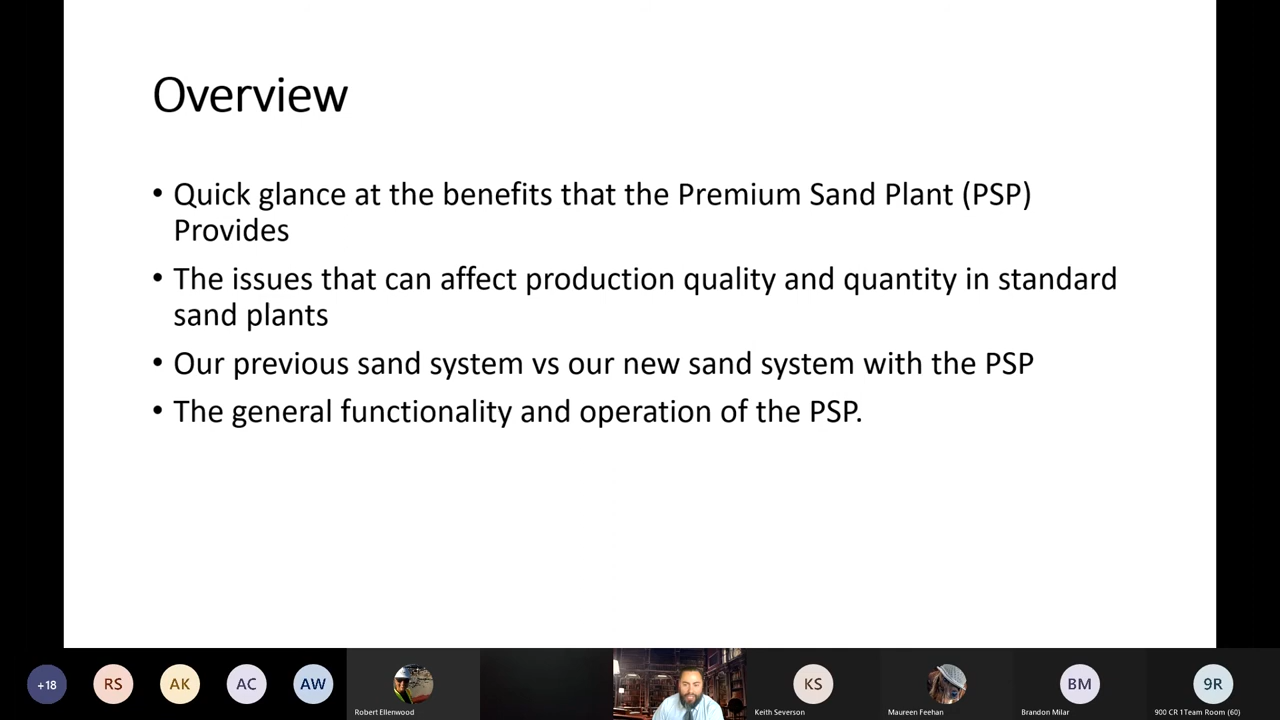 Overview
• Quick glance at the benefits that the Premium Sand Plant (PSP)
Provides
• The issues that can affect production quality and quantity in standard
sand plants
• Our previous sand system vs our new sand system with the PSP
• The general functionality and operation of the PSP.
+18
RS
AK
AC
AW
KS
BM
9R
Robert Ellenwood
Keith Severson
Maureen Feehan
Brandon Milar
900 CR 1Team Room (60)